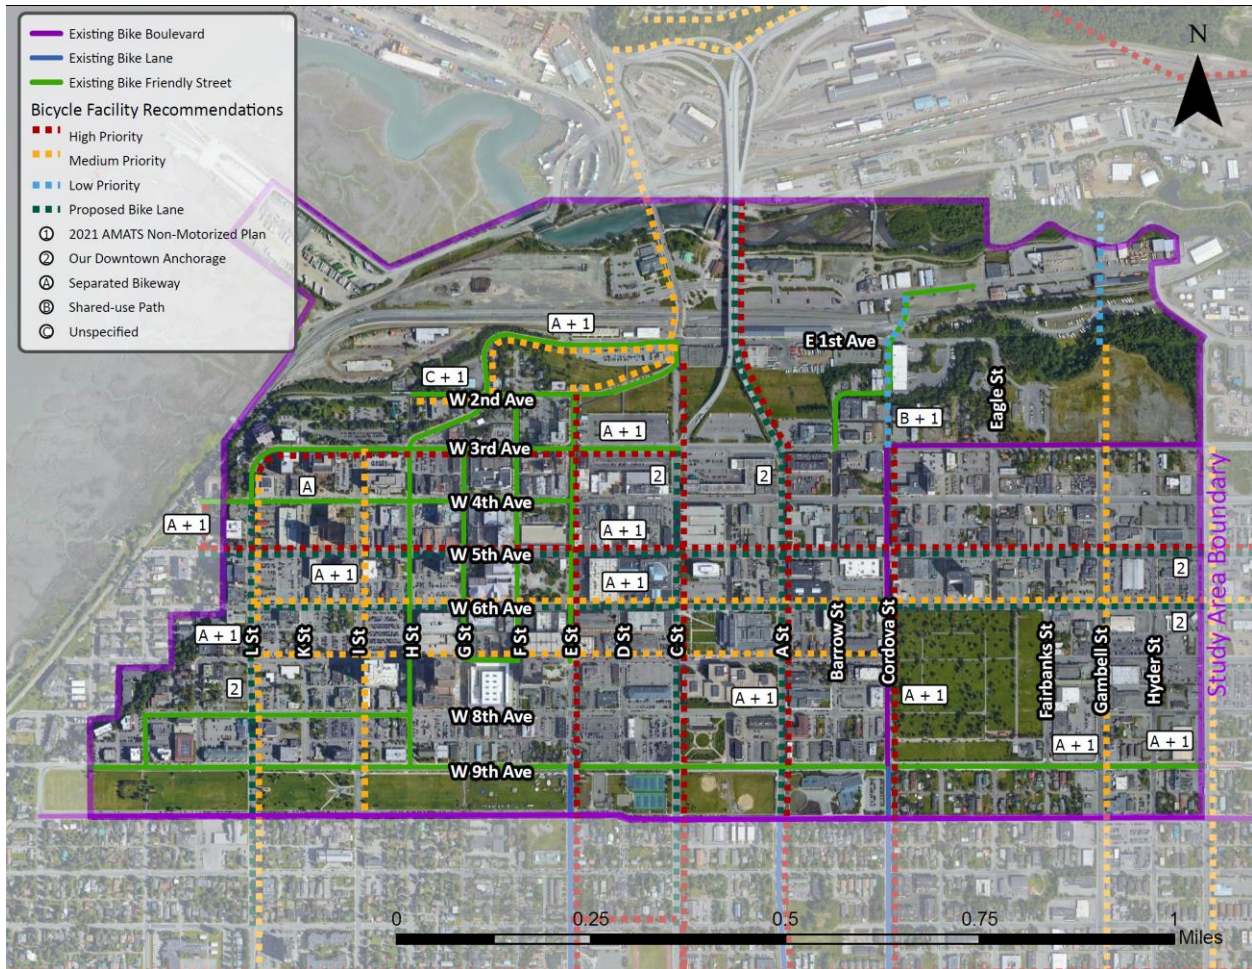 Existing Bike Boulevard
Existing Bike Lane
Existing Bike Friendly Street
Bicycle Facility Recommendations
High Priority
Medium Priority
Low Priority
Proposed Bike Lane
1 2021 AMATS Non-Motorized Plan
2 Our Downtown Anchorage
A Separated Bikeway
B Shared-use Path
C Unspecified
N
A + 1
E 1st Ave
C + 1
W 2nd Ave
Eagle St
B + 1
A + 1
W 3rd Ave
2
2
A
W 4th Ave
A + 1
A + 1
W 5th Ave
A + 1
A + 1
2
W 6th Ave
2
A + 1
L St
K St
I St
H St
G St
F St
E St
D St
C St
A St
Barrow St
Cordova St
Fairbanks St
Gambell St
Hyder St
Study Area Boundary
2
A + 1
A + 1
W 8th Ave
A + 1
A + 1
W 9th Ave
0
0.25
0.5
0.75
1
Miles